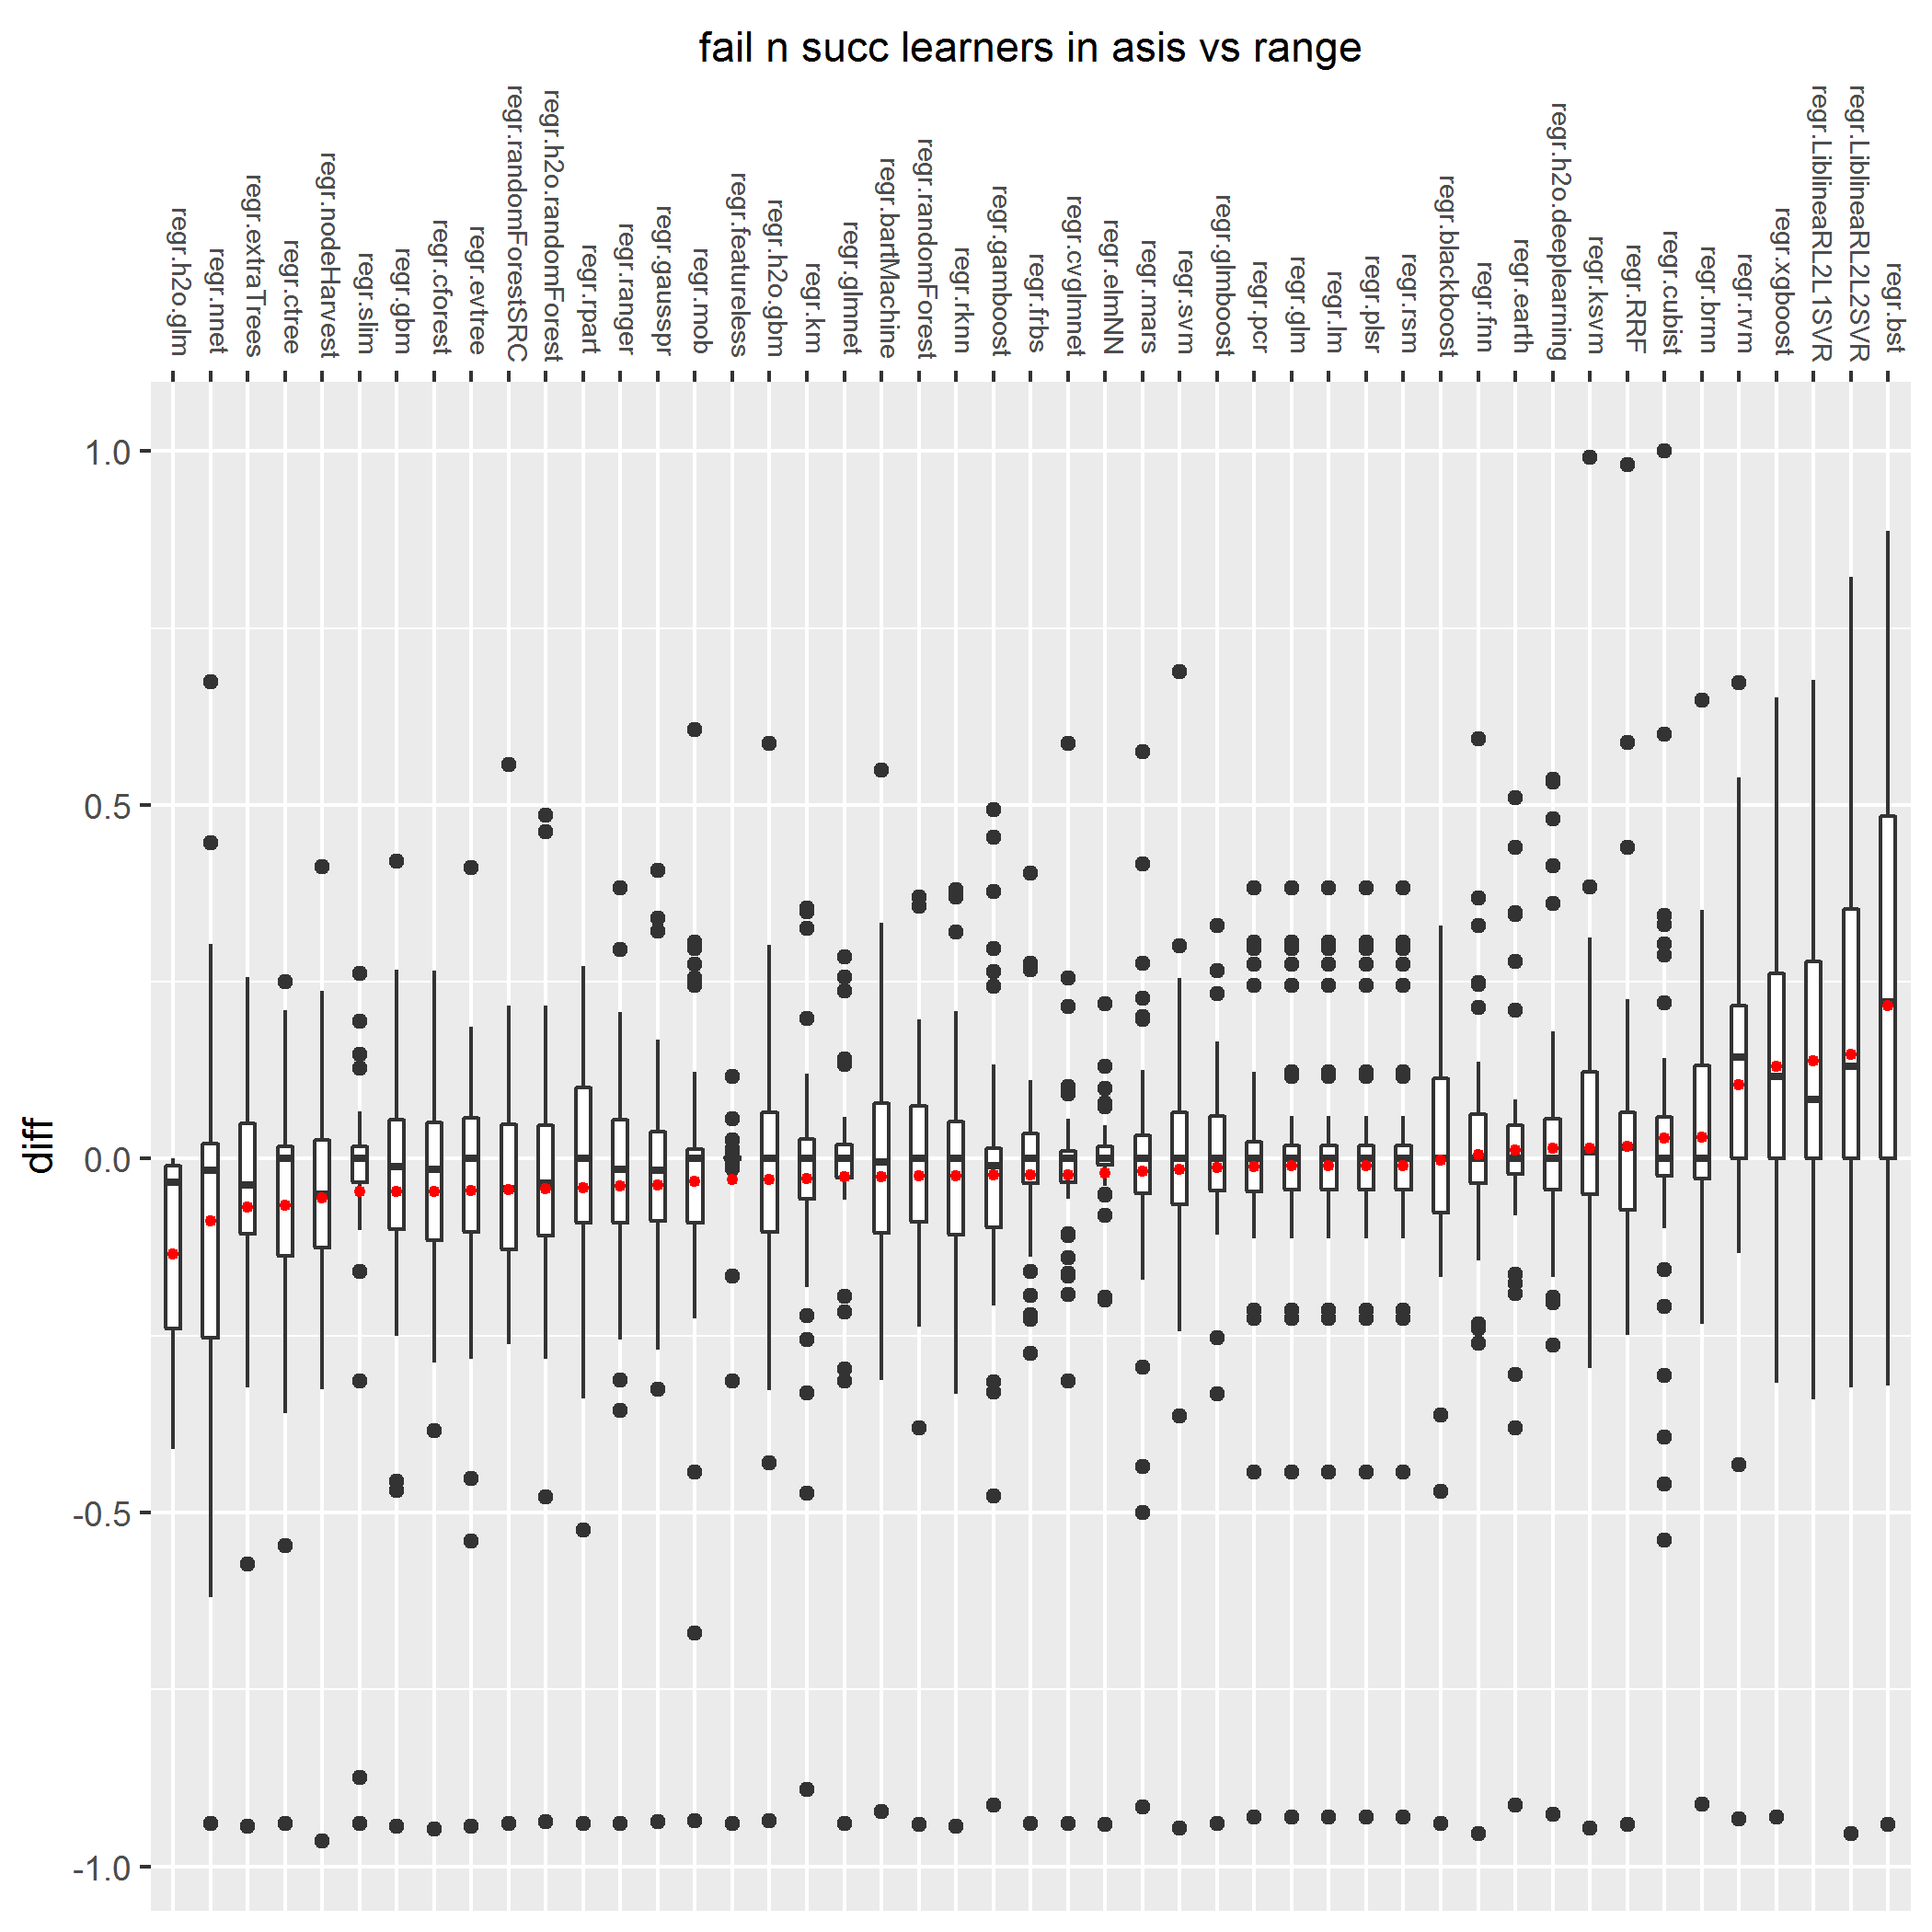 fail n succ learners in asis vs range
regr.h2o.glm
regr.nnet
regr.extraTrees
regr.ctree
regr.nodeHarvest
regr.slim
regr.gbm
regr.cforest
regr.evtree
regr.randomForestSRC
regr.h2o.randomForest
regr.rpart
regr.ranger
regr.gausspr
regr.mob
regr.featureless
regr.h2o.gbm
regr.km
regr.glmnet
regr.bartMachine
regr.randomForest
regr.rknn
regr.gamboost
regr.frbs
regr.cvglmnet
regr.elmNN
regr.mars
regr.svm
regr.glmboost
regr.pcr
regr.glm
regr.lm
regr.plsr
regr.rsm
regr.blackboost
regr.fnn
regr.earth
regr.h2o.deeplearning
regr.ksvm
regr.RRF
regr.cubist
regr.brnn
regr.rvm
regr.xgboost
regr.LiblineaRL2L1SVR
regr.LiblineaRL2L2SVR
regr.bst
1.0
0.5
0.0
-0.5
-1.0
diff